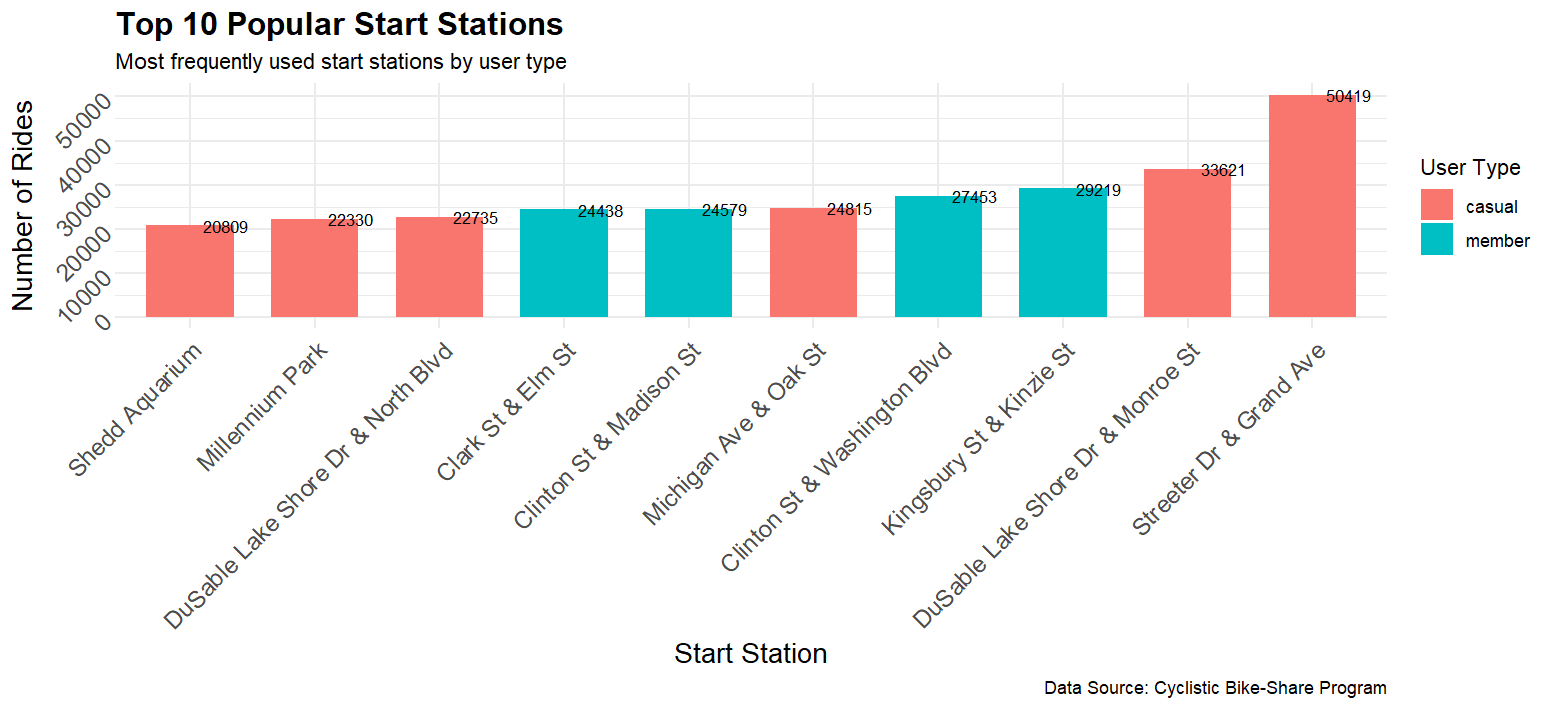 Top 10 Popular Start Stations
Most frequently used start stations by user type
Number of Rides
50000
40000
30000
20000
10000
0
20809
22330
22735
24438
24579
24815
27453
29219
33621
50419
User Type
casual
member
Shedd Aquarium
Millennium Park
DuSable Lake Shore Dr & North Blvd
Clark St & Elm St
Clinton St & Madison St
Michigan Ave & Oak St
Clinton St & Washington Blvd
Kingsbury St & Kinzie St
DuSable Lake Shore Dr & Monroe St
Streeter Dr & Grand Ave
Start Station
Data Source: Cyclistic Bike-Share Program